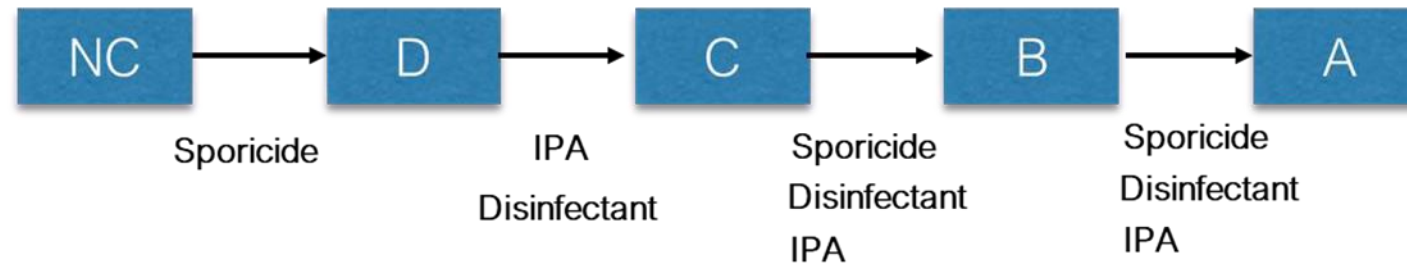 NC
D
C
B
A
Sporicide
IPA
Disinfectant
Sporicide
Disinfectant
IPA
Sporicide
Disinfectant
IPA